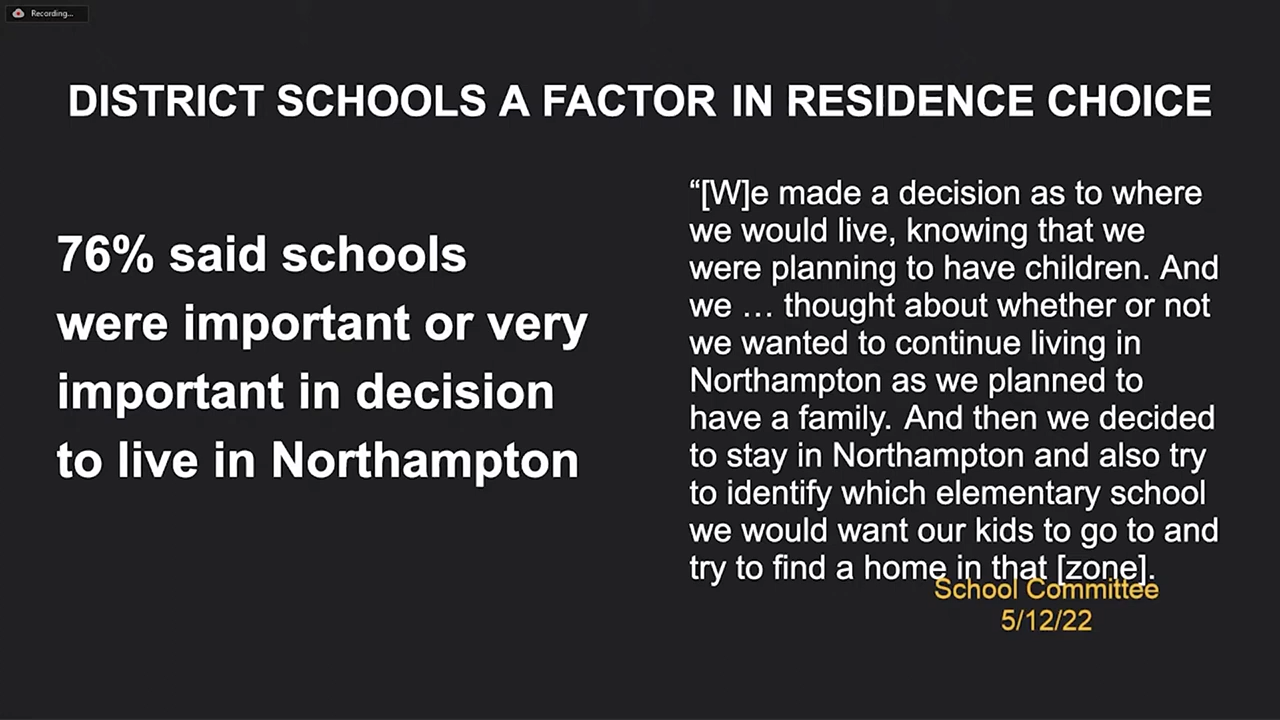 Recording...
DISTRICT SCHOOLS A FACTOR IN RESIDENCE CHOICE
76% said schools
were important or very
important in decision
to live in Northampton
“[W]e made a decision as to where
we would live, knowing that we
were planning to have children. And
we … thought about whether or not
we wanted to continue living in
Northampton as we planned to
have a family. And then we decided
to stay in Northampton and also try
to identify which elementary school
we would want our kids to go to and
try to find a home in that [zone].
School Committee
5/12/22